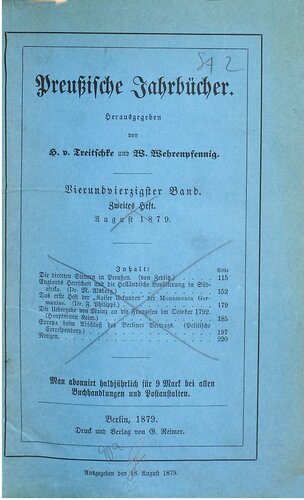 Preußische Jahrbücher.
Herausgegeben
von
H. v. Treitschke und W. Wehrenpfennig.
Vierundvierzigster Band.
Zweites Heft.
August 1879.
Inhalt:
Seite
Die direkten Steuern in Preußen. (von Zedlitz.) 115
Englands Herrschaft und die Holländische Bevölkerung in Süd-
afrika. (Dr. M. Alsberg.) 152
Das erste Heft der „Kaiser Urkunden“ der Monumenta Ger-
maniae. (Dr. F. Philippi.) 179
Die Uebergabe von Mainz an die Franzosen im October 1792.
(Hauptmann Leim.) 185
Europa beim Abschluß des Berliner Vertrags. (Politische
Correspondenz.) 197
Notizen. 220
Man abonnirt halbjährlich für 9 Mark bei allen
Buchhandlungen und Postanstalten.
Berlin, 1879.
Druck und Verlag von G. Reimer.
Ausgegeben den 18. August 1879.